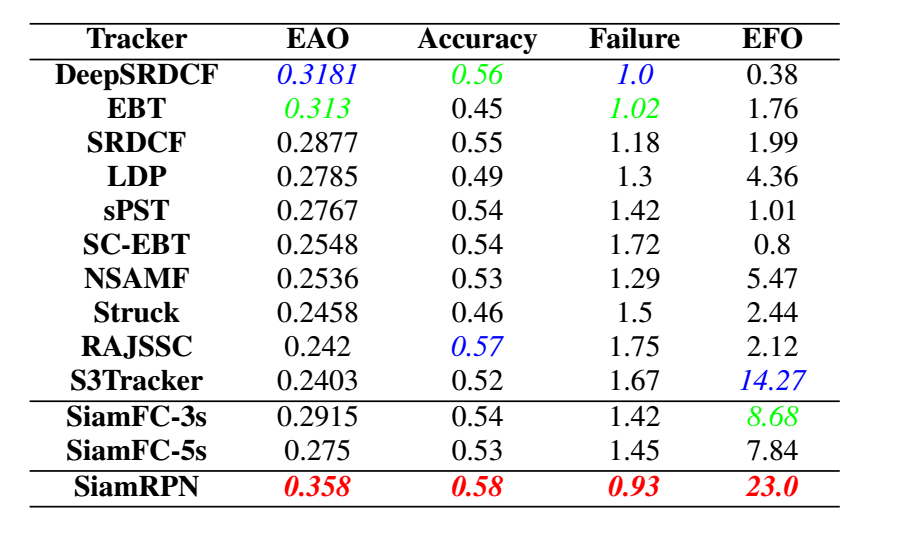 Tracker EAO Accuracy Failure EFO
DeepSRDCF 0.3181 0.56 1.0 0.38
EBT 0.313 0.45 1.02 1.76
SRDCF 0.2877 0.55 1.18 1.99
LDP 0.2785 0.49 1.3 4.36
sPST 0.2767 0.54 1.42 1.01
SC-EBT 0.2548 0.54 1.72 0.8
NSAMF 0.2536 0.53 1.29 5.47
Struck 0.2458 0.46 1.5 2.44
RAJSSC 0.242 0.57 1.75 2.12
S3Tracker 0.2403 0.52 1.67 14.27
SiamFC-3s 0.2915 0.54 1.42 8.68
SiamFC-5s 0.275 0.53 1.45 7.84
SiamRPN 0.358 0.58 0.93 23.0